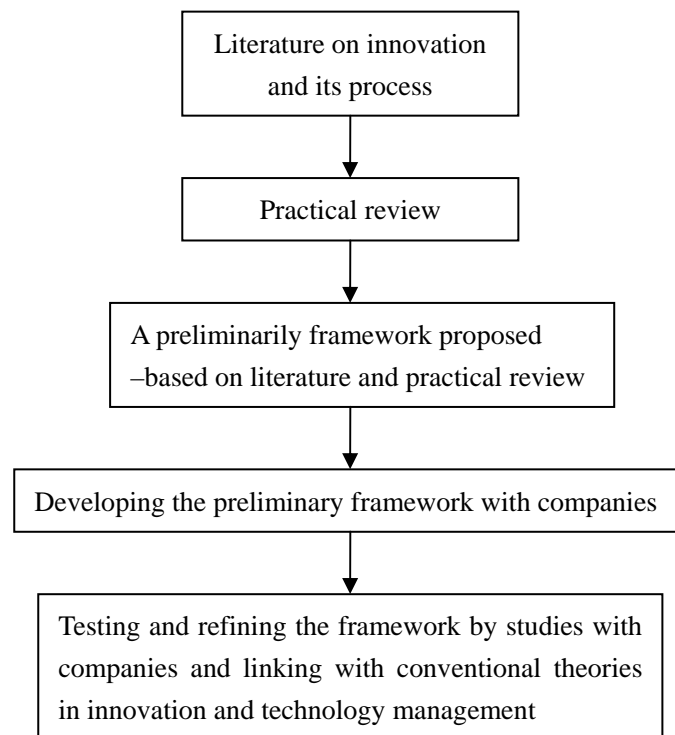 Literature on innovation
and its process
Practical review
A preliminarily framework proposed
–based on literature and practical review
Developing the preliminary framework with companies
Testing and refining the framework by studies with
companies and linking with conventional theories
in innovation and technology management